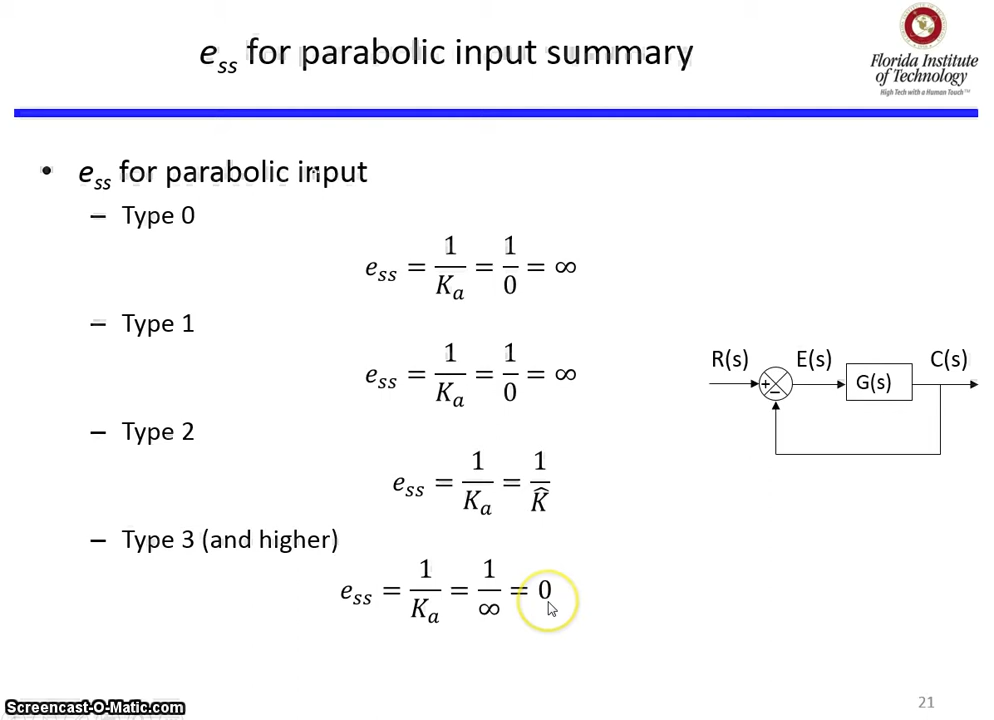 e_ss for parabolic input summary
Florida Institute
of Technology
High Tech with a Human Touch™
• e_ss for parabolic input
– Type 0
e_ss = 1/K_a = 1/0 = ∞
– Type 1
e_ss = 1/K_a = 1/0 = ∞
R(s) E(s) C(s)
+ – G(s)
– Type 2
e_ss = 1/K_a = 1/K̂
– Type 3 (and higher)
e_ss = 1/K_a = 1/∞ = 0
Screencast-O-Matic.com
21